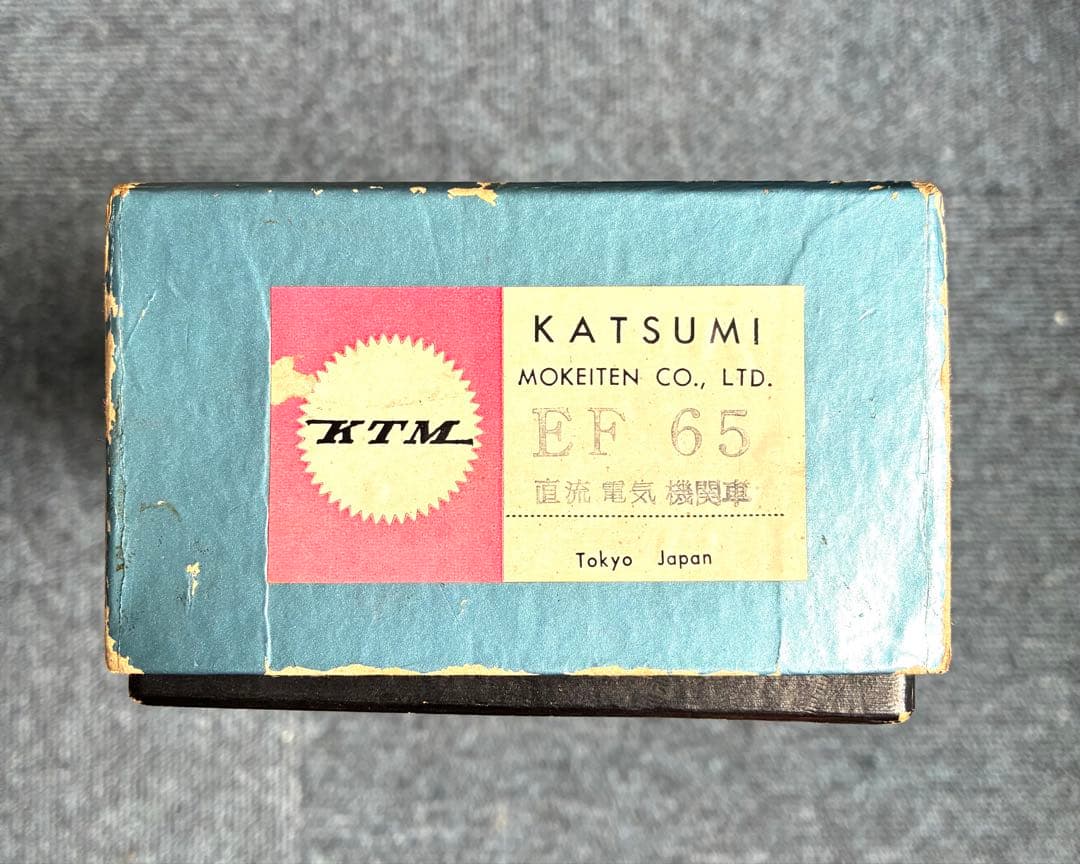 KTM
KATSUMI
MOKEITEN CO., LTD.
EF 65
直流 電気 機関車
Tokyo Japan